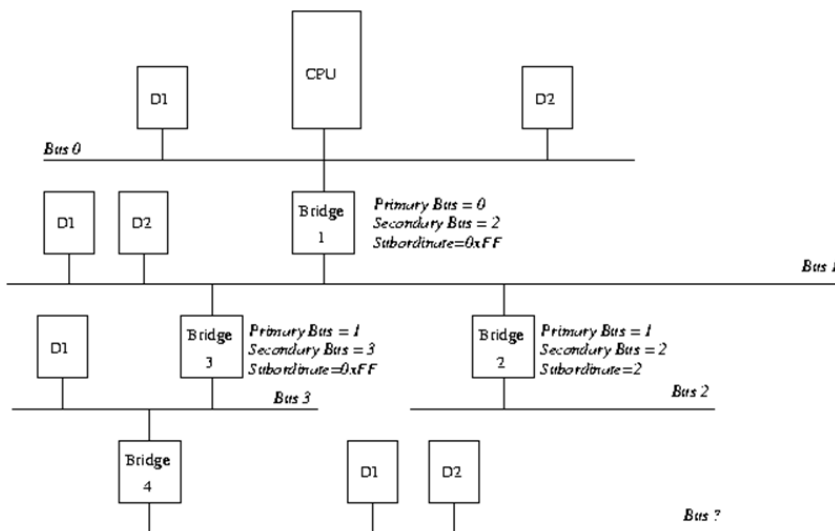 CPU
D1
D2
Bus 0
D1
D2
Bridge
1
Primary Bus = 0
Secondary Bus = 2
Subordinate=0xFF
Bus 1
D1
Bridge
3
Primary Bus = 1
Secondary Bus = 3
Subordinate=0xFF
Bridge
2
Primary Bus = 1
Secondary Bus = 2
Subordinate=2
Bus 3
Bus 2
Bridge
4
D1
D2
Bus ?